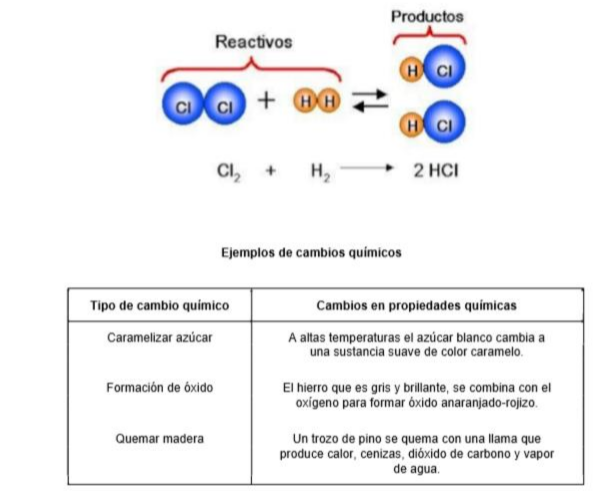 Productos
Reactivos
H Cl
Cl Cl + H H ⇌
H Cl
Cl₂ + H₂ ⟶ 2 HCl
Ejemplos de cambios químicos
Tipo de cambio químico
Cambios en propiedades químicas
Caramelizar azúcar
A altas temperaturas el azúcar blanco cambia a
una sustancia suave de color caramelo.
Formación de óxido
El hierro que es gris y brillante, se combina con el
oxígeno para formar óxido anaranjado-rojizo.
Quemar madera
Un trozo de pino se quema con una llama que
produce calor, cenizas, dióxido de carbono y vapor
de agua.